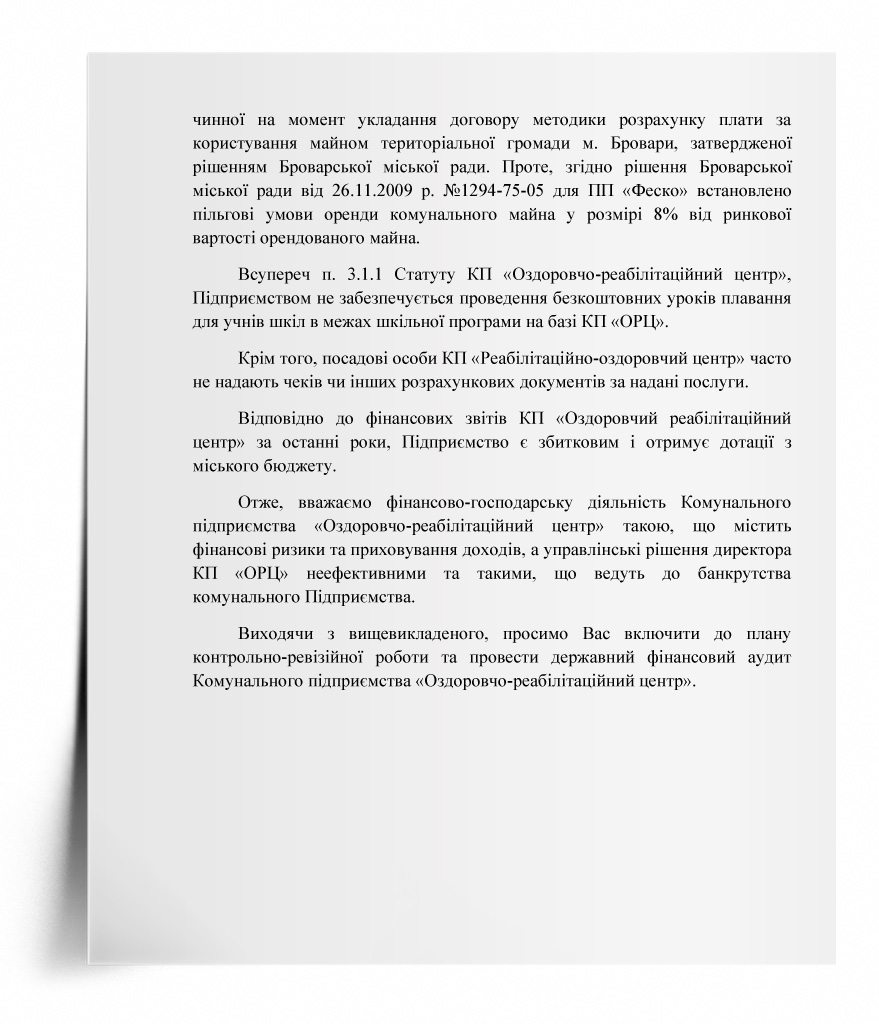 чинної на момент укладання договору методики розрахунку плати за
користування майном територіальної громади м. Бровари, затвердженої
рішенням Броварської міської ради. Проте, згідно рішення Броварської
міської ради від 26.11.2009 р. №1294-75-05 для ПП «Феско» встановлено
пільгові умови оренди комунального майна у розмірі 8% від ринкової
вартості орендованого майна.
Всупереч п. 3.1.1 Статуту КП «Оздоровчо-реабілітаційний центр»,
Підприємством не забезпечується проведення безкоштовних уроків плавання
для учнів шкіл в межах шкільної програми на базі КП «ОРЦ».
Крім того, посадові особи КП «Реабілітаційно-оздоровчий центр» часто
не надають чеків чи інших розрахункових документів за надані послуги.
Відповідно до фінансових звітів КП «Оздоровчий реабілітаційний
центр» за останні роки, Підприємство є збитковим і отримує дотації з
міського бюджету.
Отже, вважаємо фінансово-господарську діяльність Комунального
підприємства «Оздоровчо-реабілітаційний центр» такою, що містить
фінансові ризики та приховування доходів, а управлінські рішення директора
КП «ОРЦ» неефективними та такими, що ведуть до банкрутства
комунального Підприємства.
Виходячи з вищевикладеного, просимо Вас включити до плану
контрольно-ревізійної роботи та провести державний фінансовий аудит
Комунального підприємства «Оздоровчо-реабілітаційний центр».